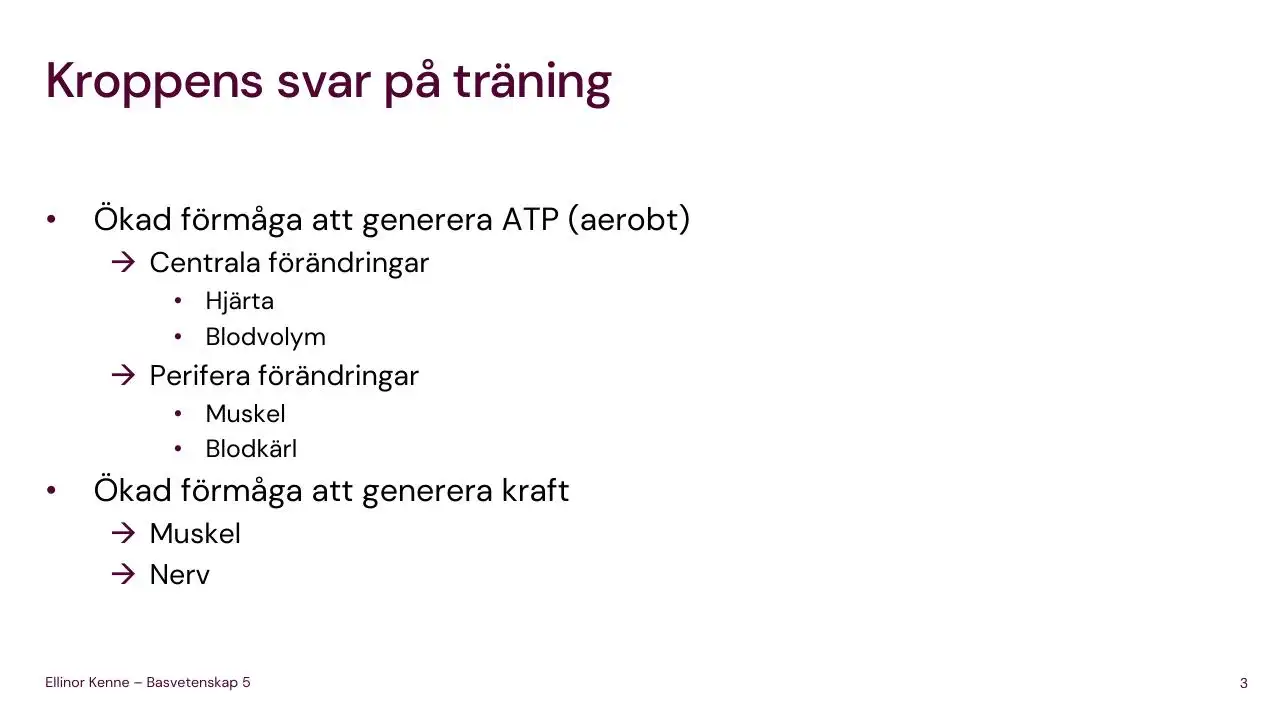 Kroppens svar på träning
• Ökad förmåga att generera ATP (aerobt)
→ Centrala förändringar
• Hjärta
• Blodvolym
→ Perifera förändringar
• Muskel
• Blodkärl
• Ökad förmåga att generera kraft
→ Muskel
→ Nerv
Ellinor Kenne – Basvetenskap 5
3